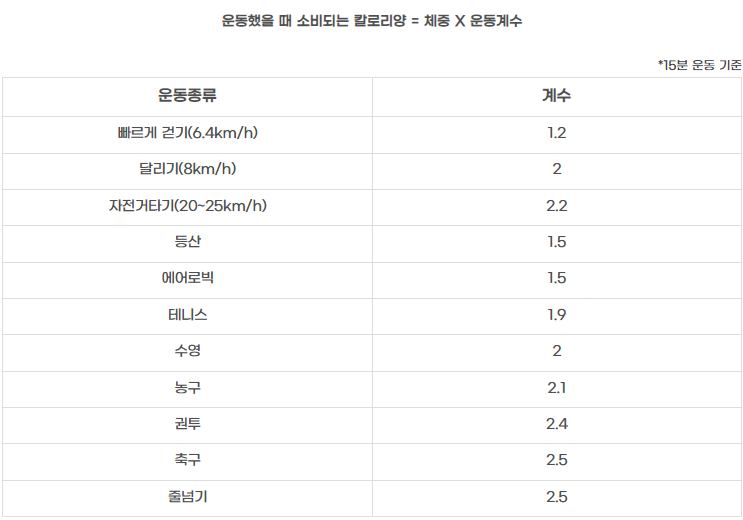 운동했을 때 소비되는 칼로리양 = 체중 X 운동계수
*15분 운동 기준
운동종류 계수
빠르게 걷기(6.4km/h) 1.2
달리기(8km/h) 2
자전거타기(20~25km/h) 2.2
등산 1.5
에어로빅 1.5
테니스 1.9
수영 2
농구 2.1
권투 2.4
축구 2.5
줄넘기 2.5